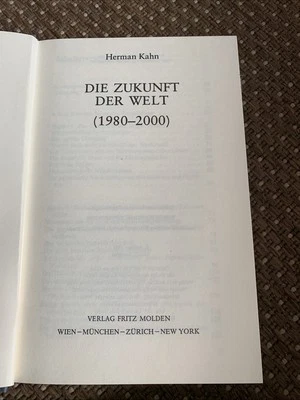 Herman Kahn
DIE ZUKUNFT
DER WELT
(1980–2000)
VERLAG FRITZ MOLDEN
WIEN–MÜNCHEN–ZÜRICH–NEW YORK